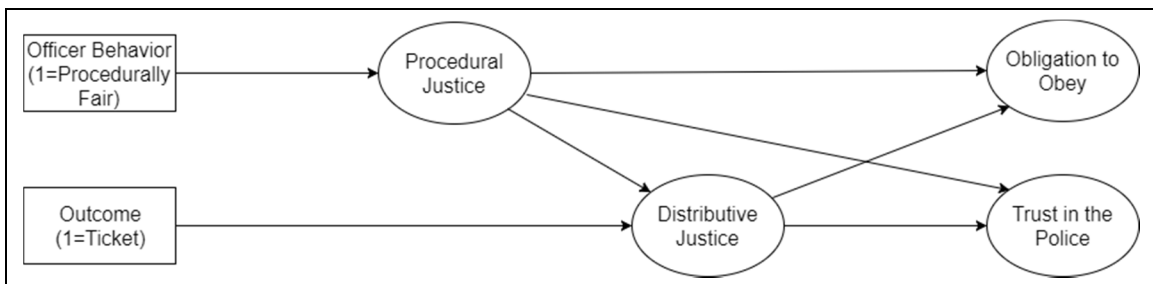 Officer Behavior
(1=Procedurally
Fair)
Procedural
Justice
Obligation to
Obey
Outcome
(1=Ticket)
Distributive
Justice
Trust in the
Police